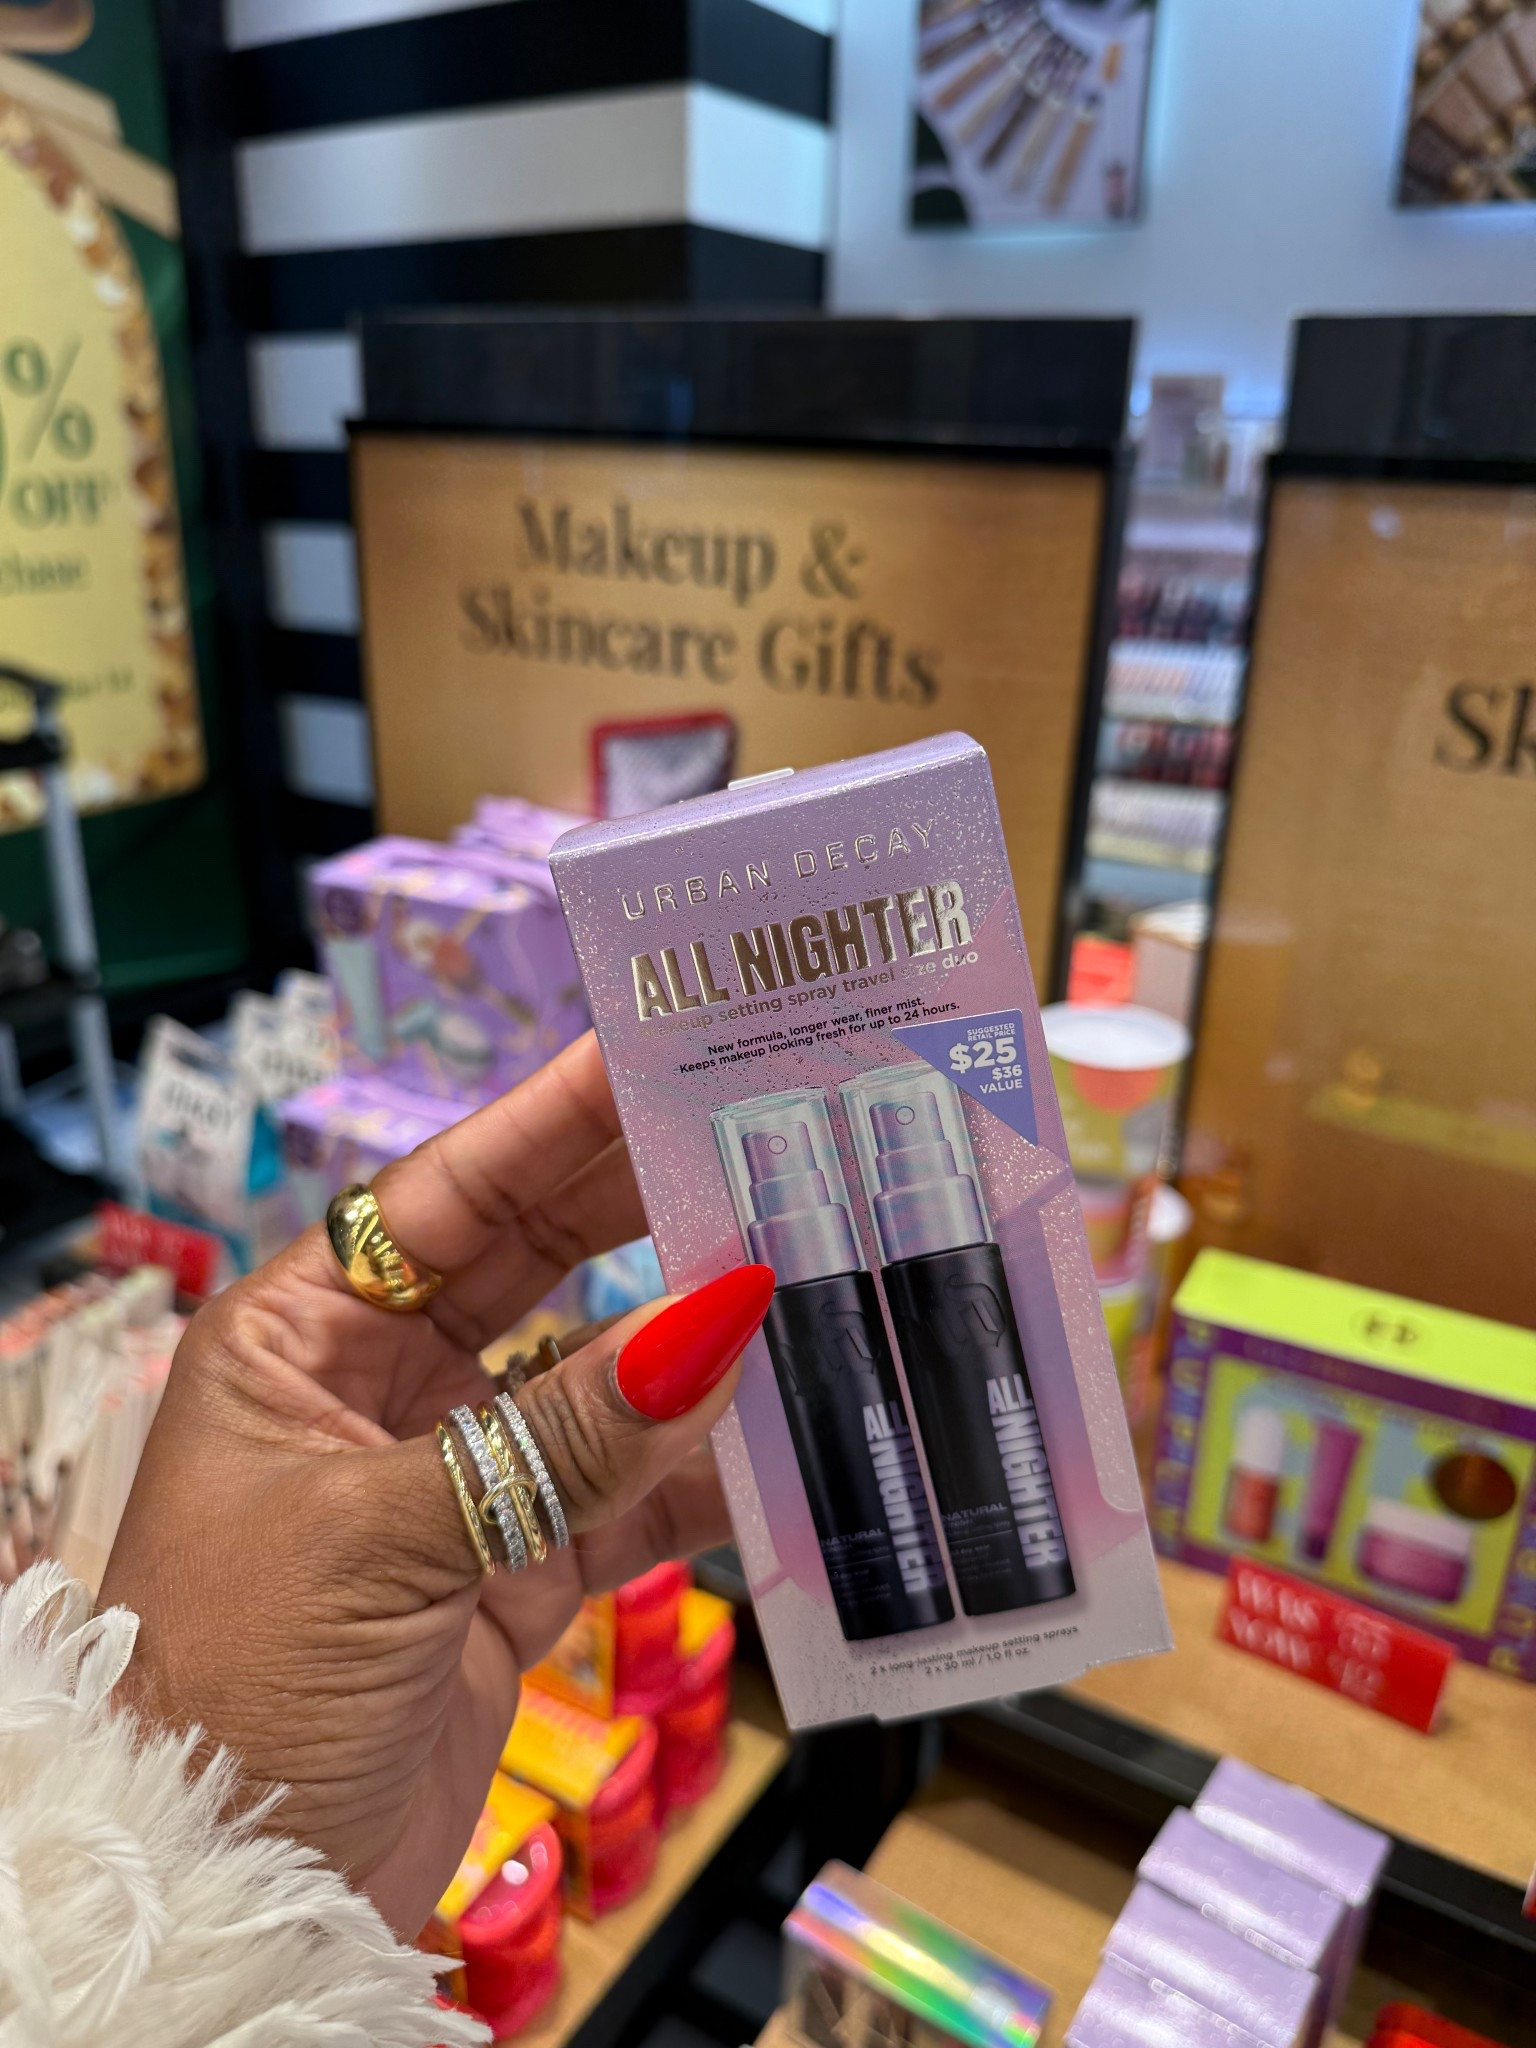 %
OFF
Makeup &
Skincare Gifts
Sk
URBAN DECAY
ALL NIGHTER
makeup setting spray travel size duo
New formula, longer wear, finer mist.
Keeps makeup looking fresh for up to 24 hours.
SUGGESTED
RETAIL PRICE
$25
$36
VALUE
ALL
NIGHTER
NATURAL
ALL
NIGHTER
NATURAL
2 x long-lasting makeup setting sprays
2 x 30 ml / 1.0 fl oz.